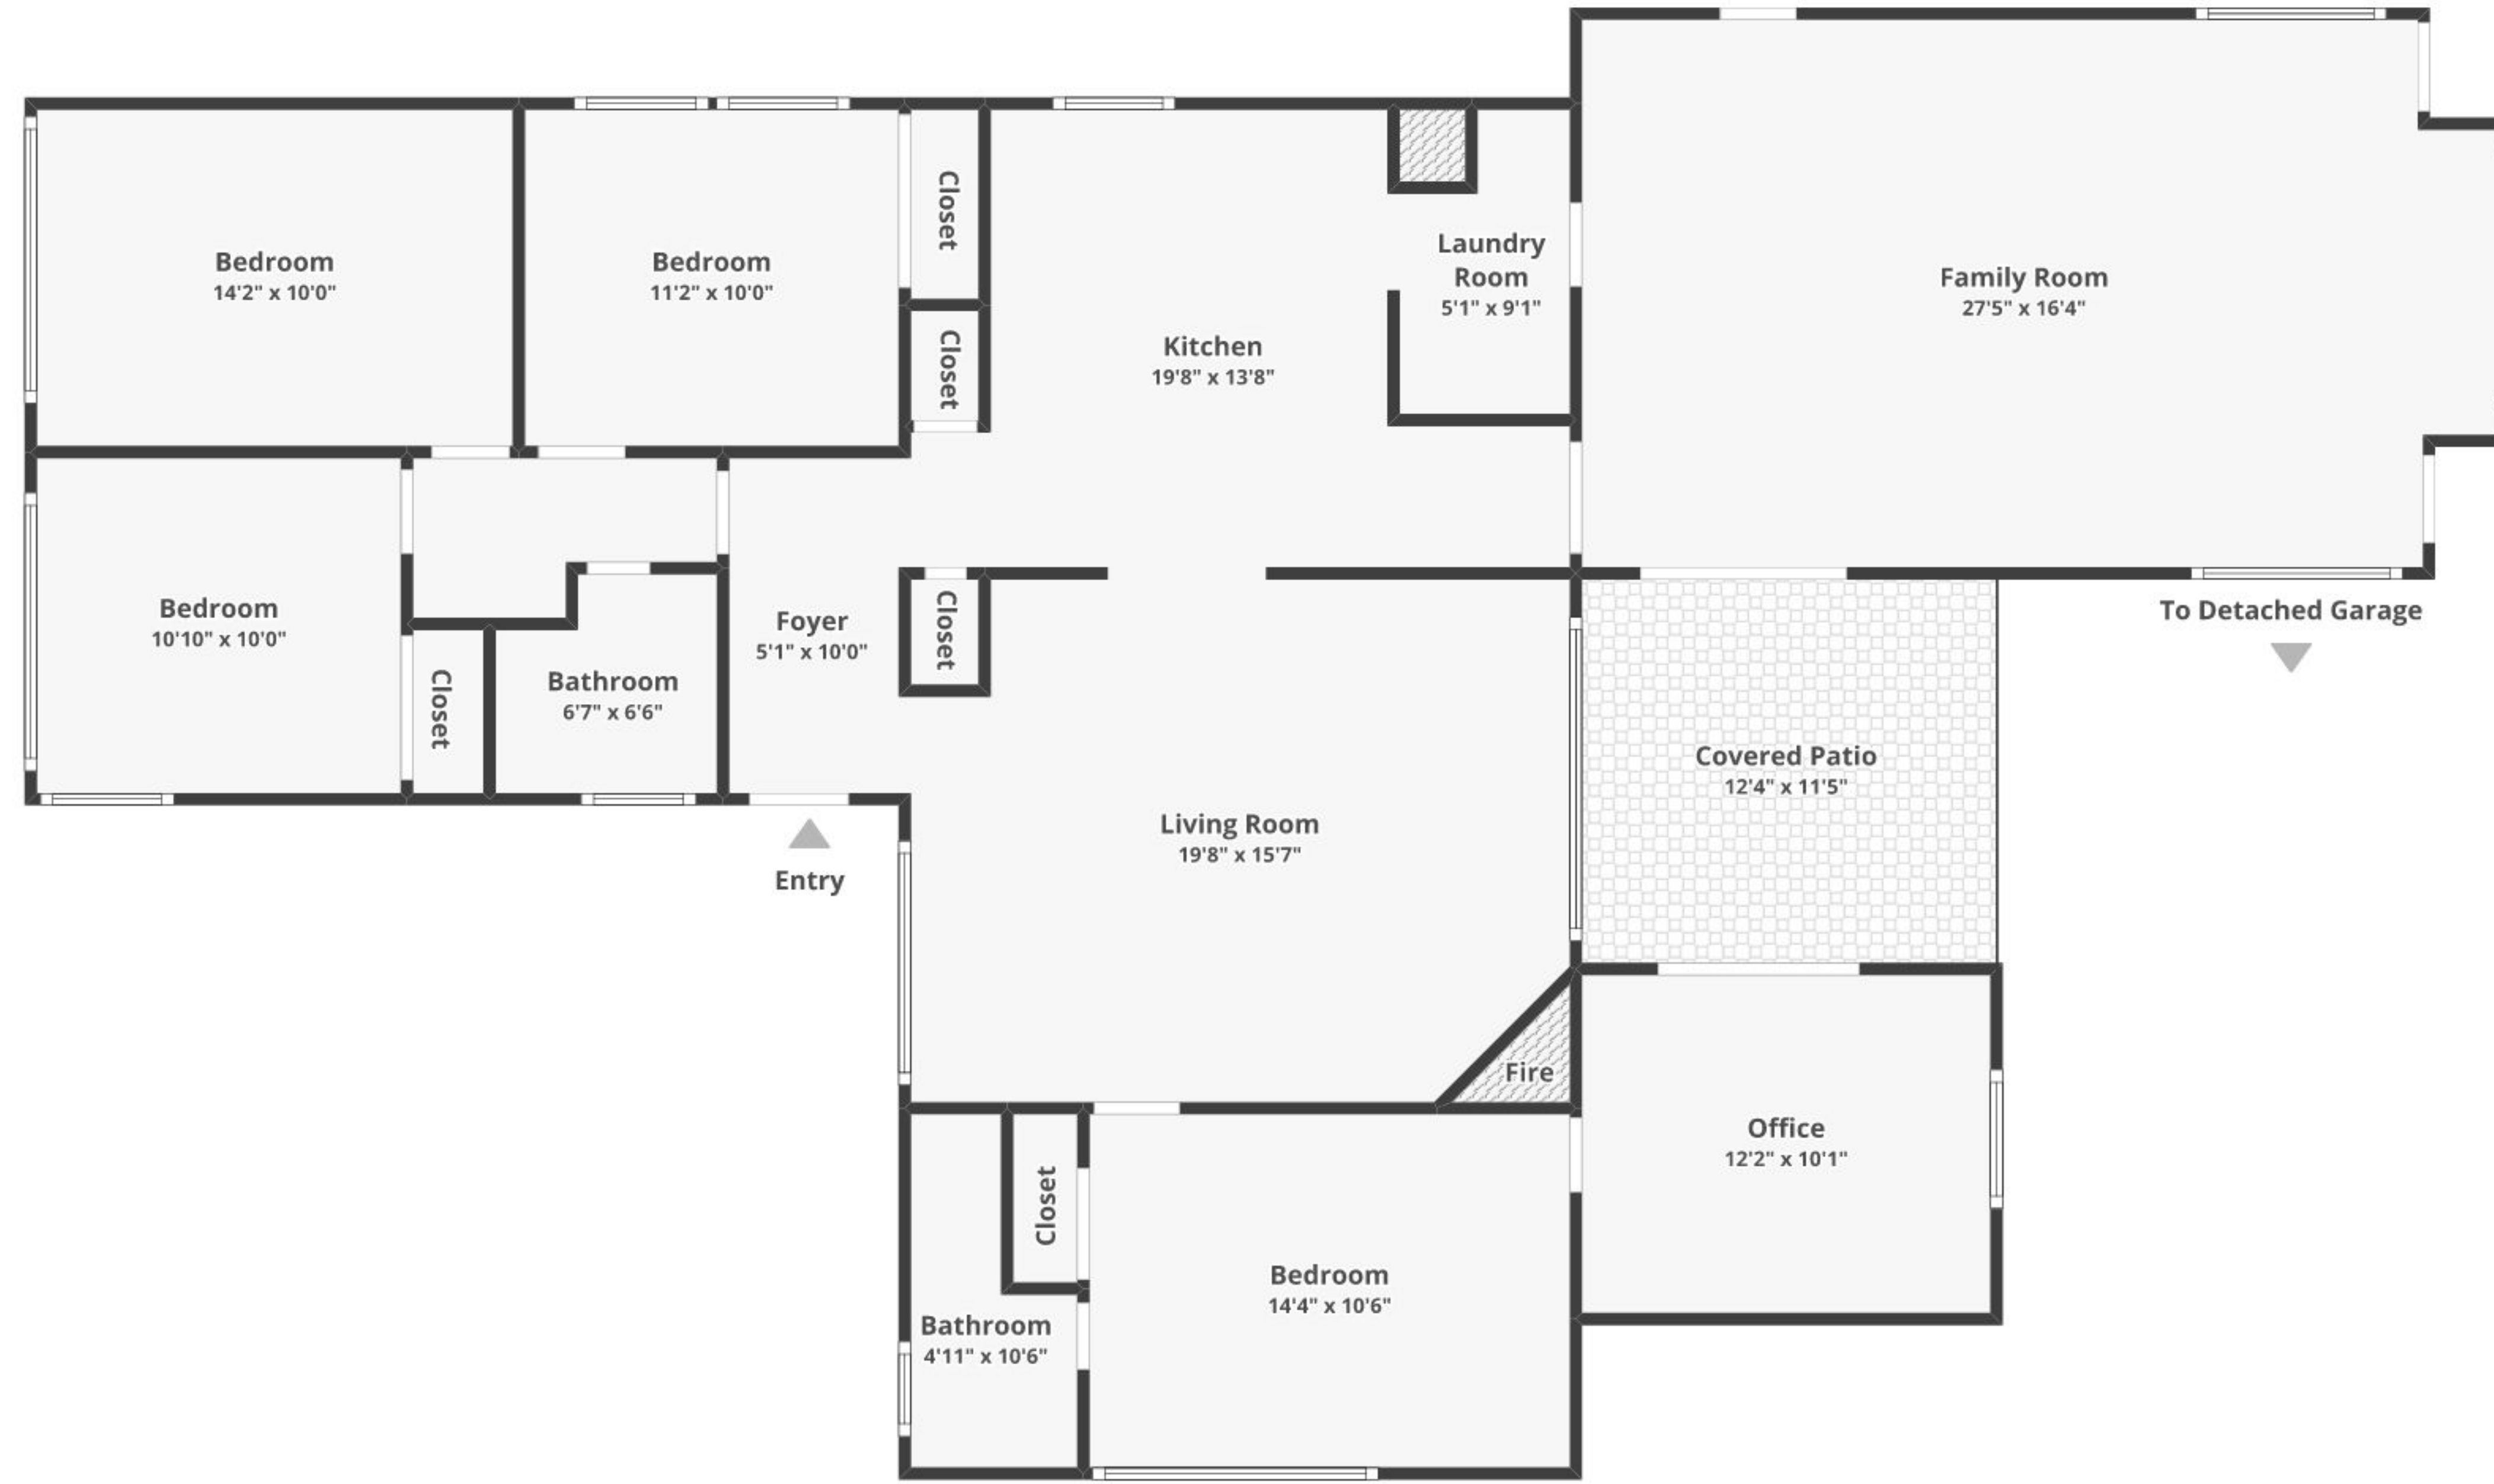 Bedroom
14'2" x 10'0"
Bedroom
11'2" x 10'0"
Closet
Closet
Kitchen
19'8" x 13'8"
Laundry
Room
5'1" x 9'1"
Family Room
27'5" x 16'4"
Bedroom
10'10" x 10'0"
Closet
Bathroom
6'7" x 6'6"
Foyer
5'1" x 10'0"
Closet
To Detached Garage
Covered Patio
12'4" x 11'5"
Living Room
19'8" x 15'7"
Entry
Fire
Office
12'2" x 10'1"
Closet
Bedroom
14'4" x 10'6"
Bathroom
4'11" x 10'6"